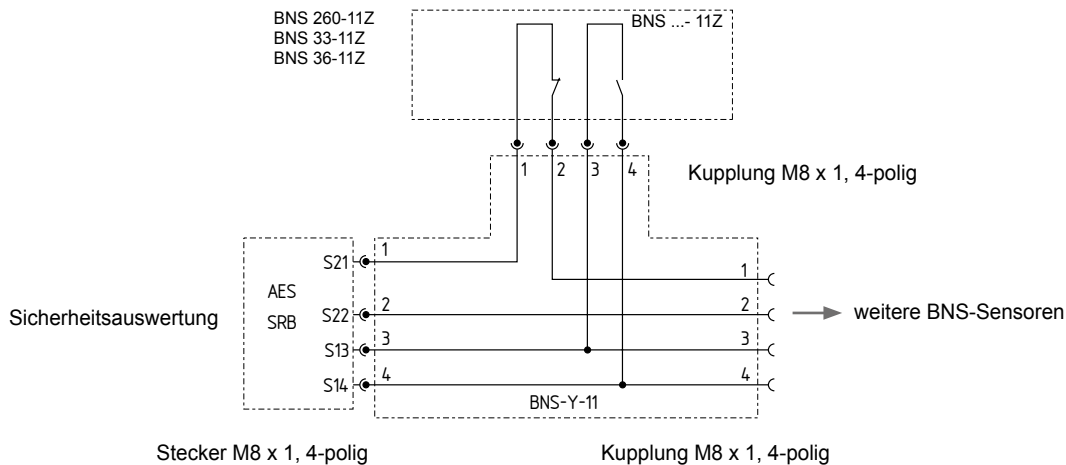 BNS 260-11Z
BNS 33-11Z
BNS 36-11Z
BNS ...- 11Z
1 2 3 4
Kupplung M8 x 1, 4-polig
Sicherheitsauswertung
AES
SRB
S21 1
S22 2
S13 3
S14 4
1
2
3
4
weitere BNS-Sensoren
BNS-Y-11
Stecker M8 x 1, 4-polig
Kupplung M8 x 1, 4-polig